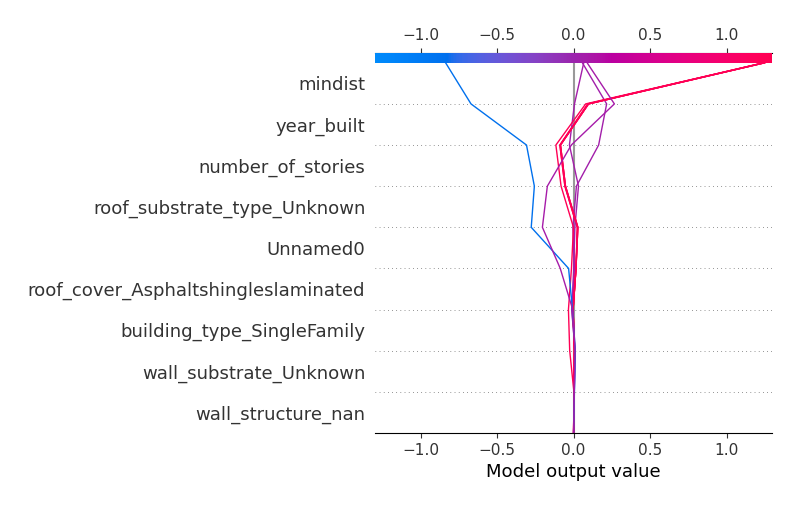 −1.0 −0.5 0.0 0.5 1.0
mindist
year_built
number_of_stories
roof_substrate_type_Unknown
Unnamed0
roof_cover_Asphaltshingleslaminated
building_type_SingleFamily
wall_substrate_Unknown
wall_structure_nan
−1.0 −0.5 0.0 0.5 1.0
Model output value